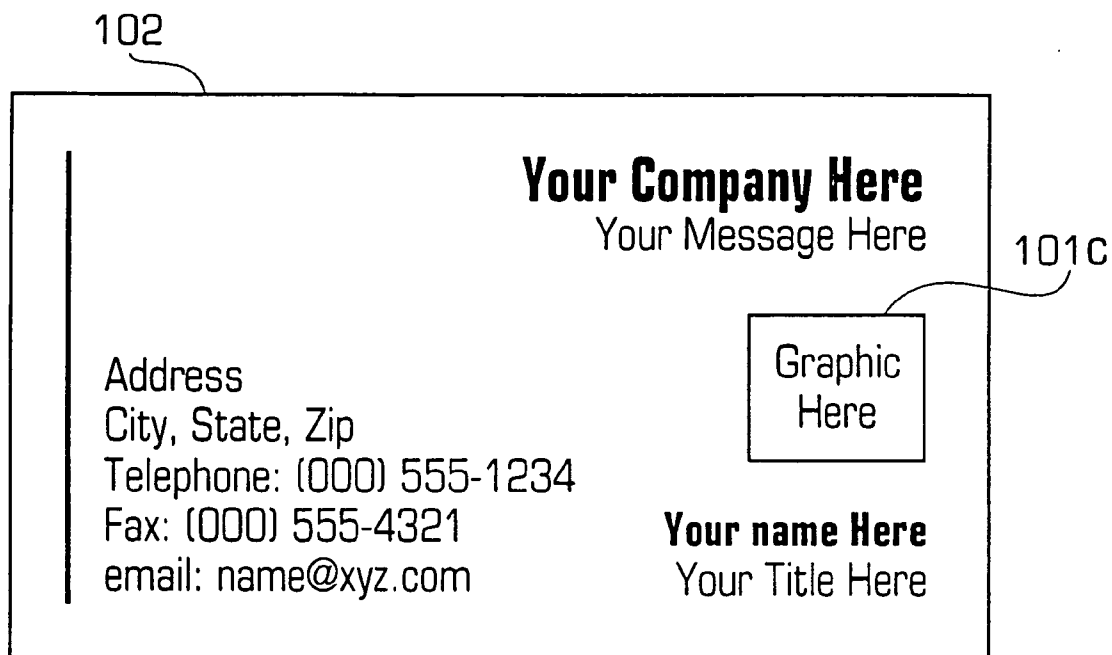 102
Your Company Here
Your Message Here
101C
Graphic
Here
Address
City, State, Zip
Telephone: (000) 555-1234
Fax: (000) 555-4321
email: name@xyz.com
Your name Here
Your Title Here